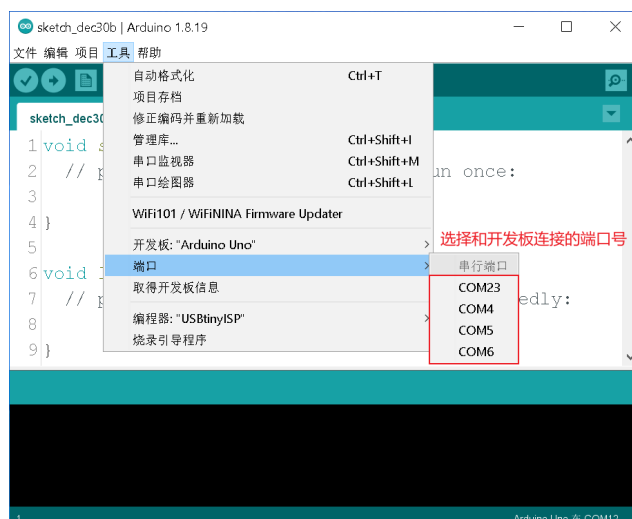 sketch_dec30b | Arduino 1.8.19
文件 编辑 项目 工具 帮助
自动格式化 Ctrl+T
项目存档
sketch_dec30
修正编码并重新加载
1 void s
管理库... Ctrl+Shift+I
串口监视器 Ctrl+Shift+M
2 // p un once:
串口绘图器 Ctrl+Shift+L
3
WiFi101 / WiFiNINA Firmware Updater
4 }
开发板: "Arduino Uno"
选择和开发板连接的端口号
5
端口
串行端口
6 void l
取得开发板信息
COM23
7 // p edly:
COM4
编程器: "USBtinyISP"
8
COM5
烧录引导程序
9 }
COM6
1 Arduino Uno 在 COM12